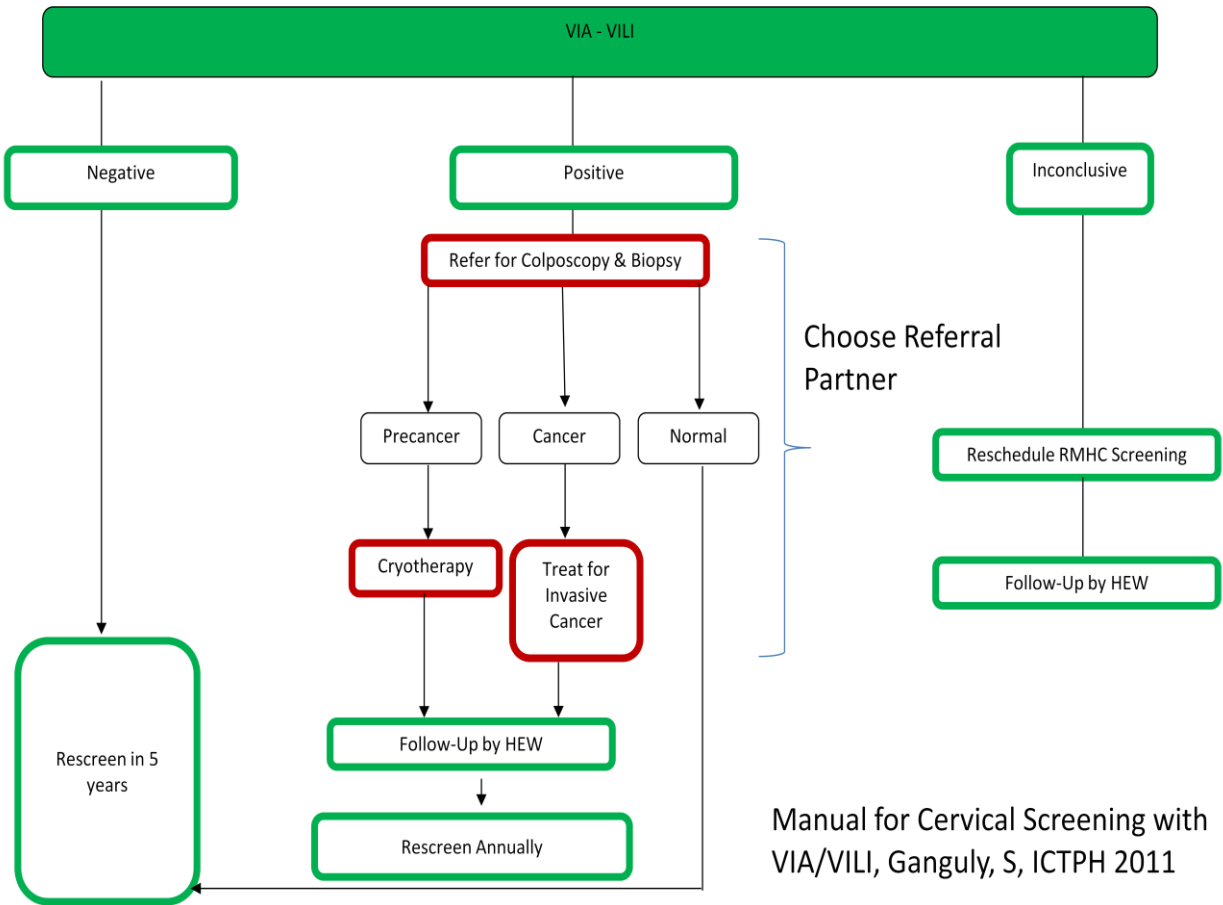 VIA - VILI
Negative
Positive
Inconclusive
Refer for Colposcopy & Biopsy
Choose Referral
Partner
Precancer
Cancer
Normal
Reschedule RMHC Screening
Cryotherapy
Treat for
Invasive
Cancer
Follow-Up by HEW
Rescreen in 5
years
Follow-Up by HEW
Rescreen Annually
Manual for Cervical Screening with
VIA/VILI, Ganguly, S, ICTPH 2011